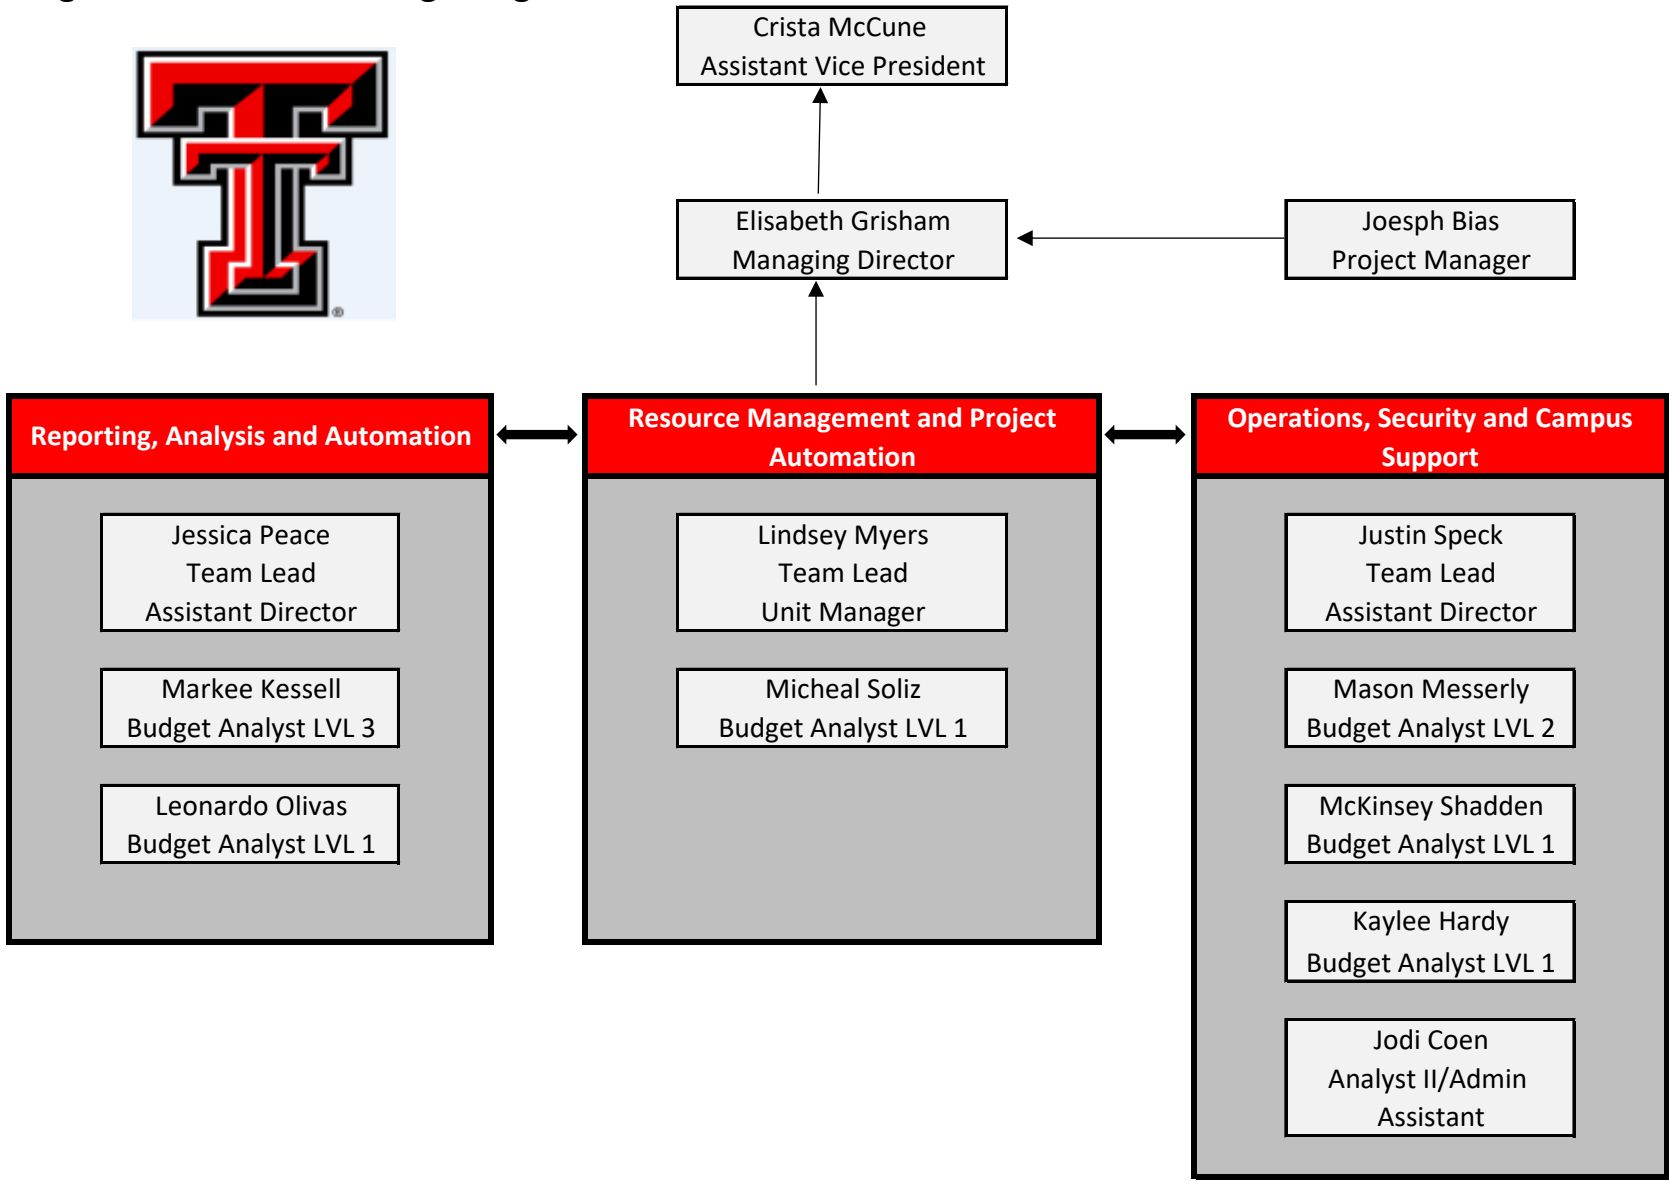 Crista McCune
Assistant Vice President
Elisabeth Grisham
Managing Director
Joesph Bias
Project Manager
Reporting, Analysis and Automation
Resource Management and Project
Automation
Operations, Security and Campus
Support
Jessica Peace
Team Lead
Assistant Director
Markee Kessell
Budget Analyst LVL 3
Leonardo Olivas
Budget Analyst LVL 1
Lindsey Myers
Team Lead
Unit Manager
Micheal Soliz
Budget Analyst LVL 1
Justin Speck
Team Lead
Assistant Director
Mason Messerly
Budget Analyst LVL 2
McKinsey Shadden
Budget Analyst LVL 1
Kaylee Hardy
Budget Analyst LVL 1
Jodi Coen
Analyst II/Admin
Assistant